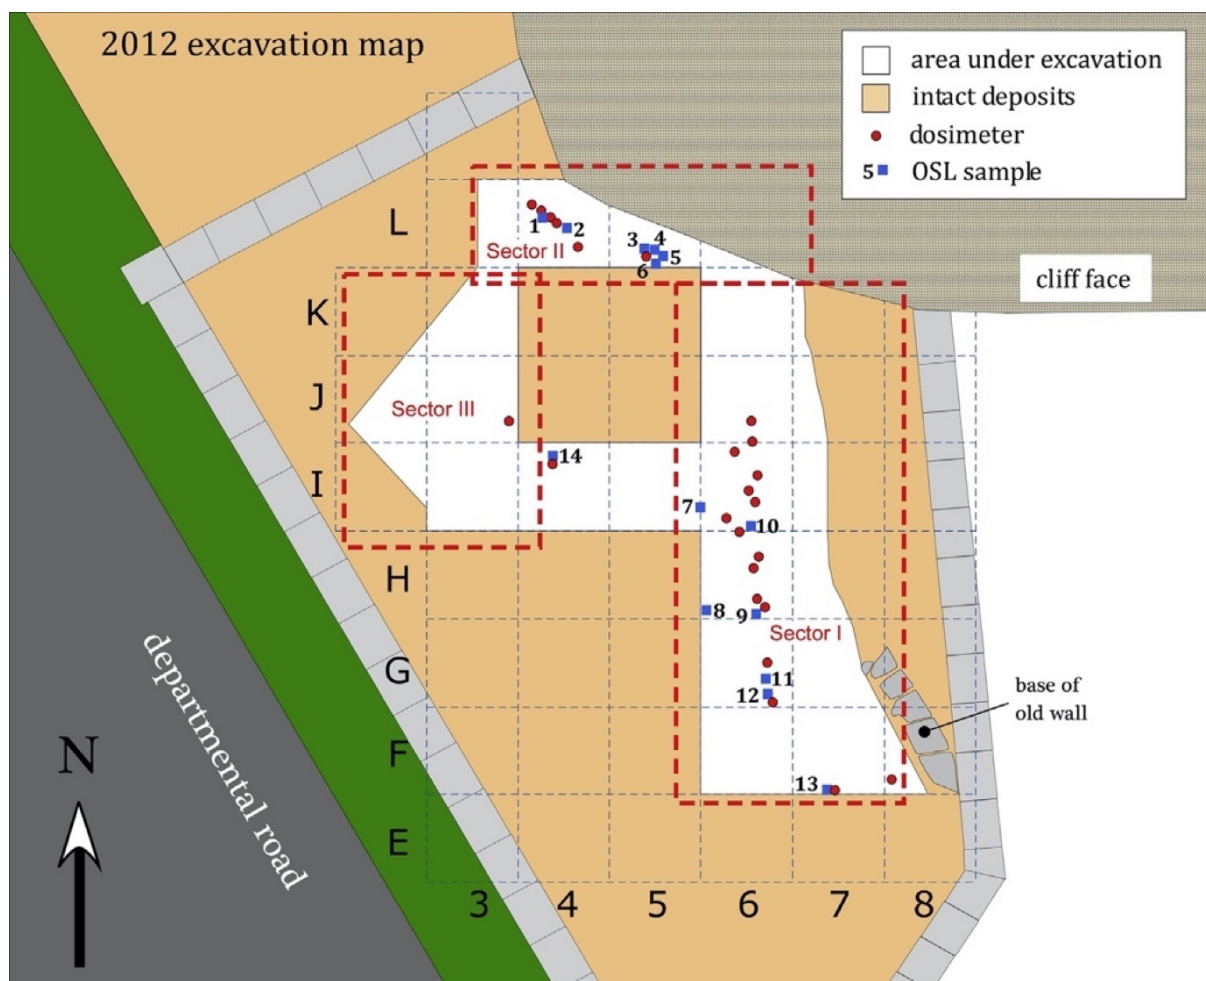 2012 excavation map
area under excavation
intact deposits
dosimeter
5 OSL sample
cliff face
L
K
J
I
H
G
F
E
3
4
5
6
7
8
Sector II
1
2
3
4
5
6
Sector III
14
7
10
8
9
Sector I
11
12
13
base of
old wall
departmental road
N